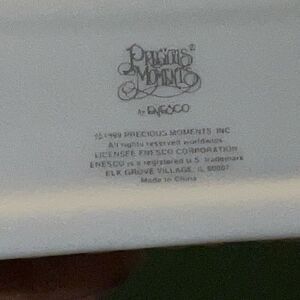 PRECIOUS
MOMENTS®
by ENESCO
© 1999 PRECIOUS MOMENTS, INC.
All rights reserved worldwide
LICENSEE ENESCO CORPORATION
ENESCO is a registered U.S. trademark
ELK GROVE VILLAGE, IL 60007
Made in China